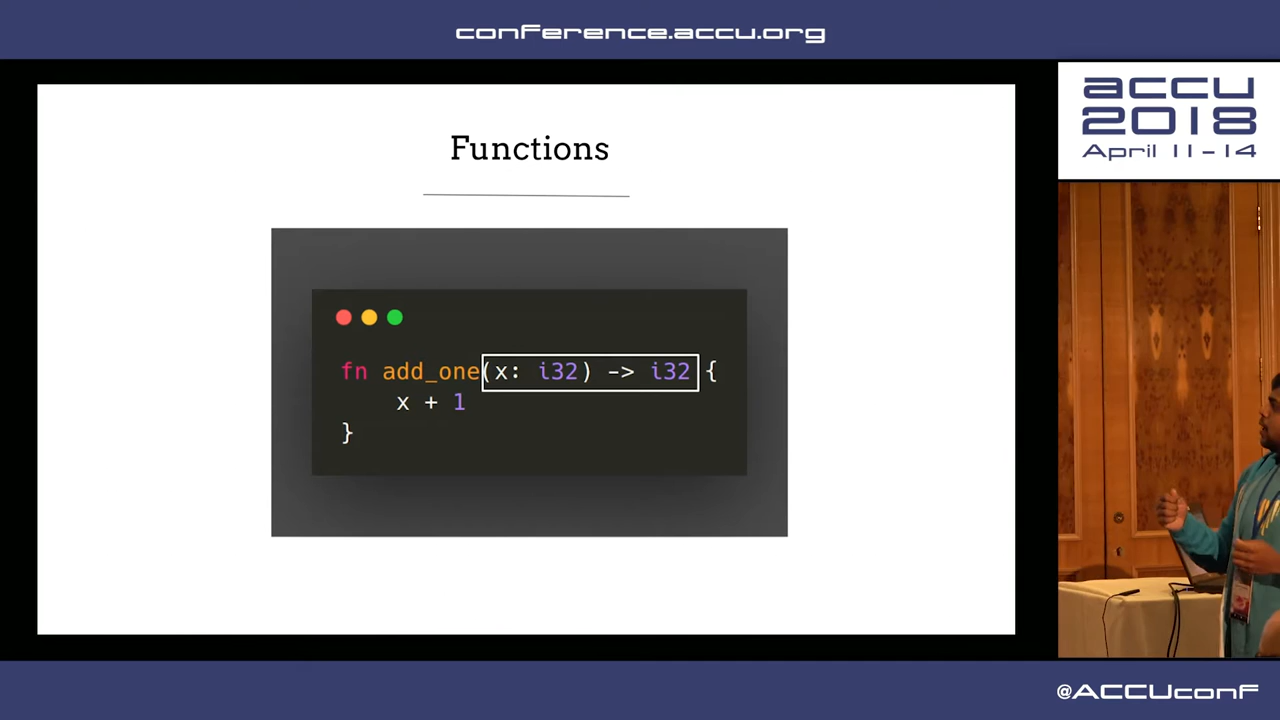 conference.accu.org
accu
2018
April 11-14
Functions
fn add_one(x: i32) -> i32 {
x + 1
}
@ACCUconf